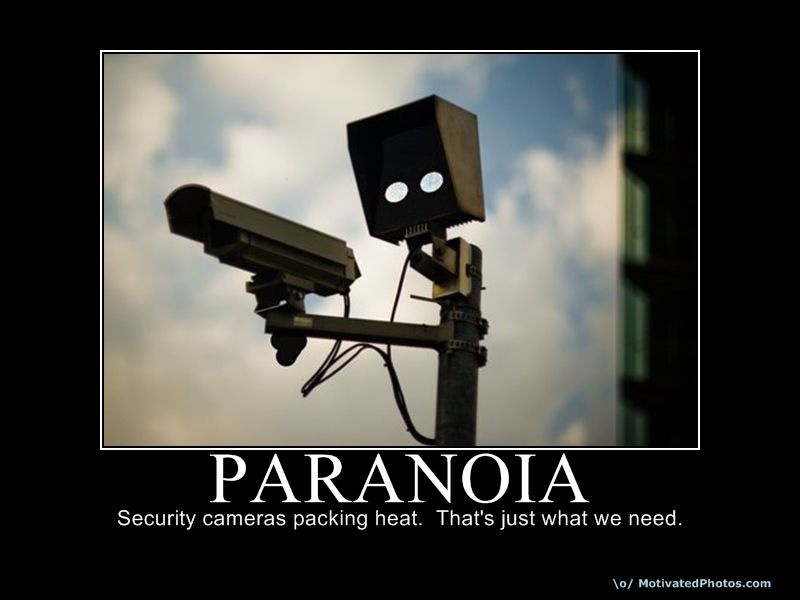 PARANOIA
Security cameras packing heat.  That's just what we need.
\o/ MotivatedPhotos.com